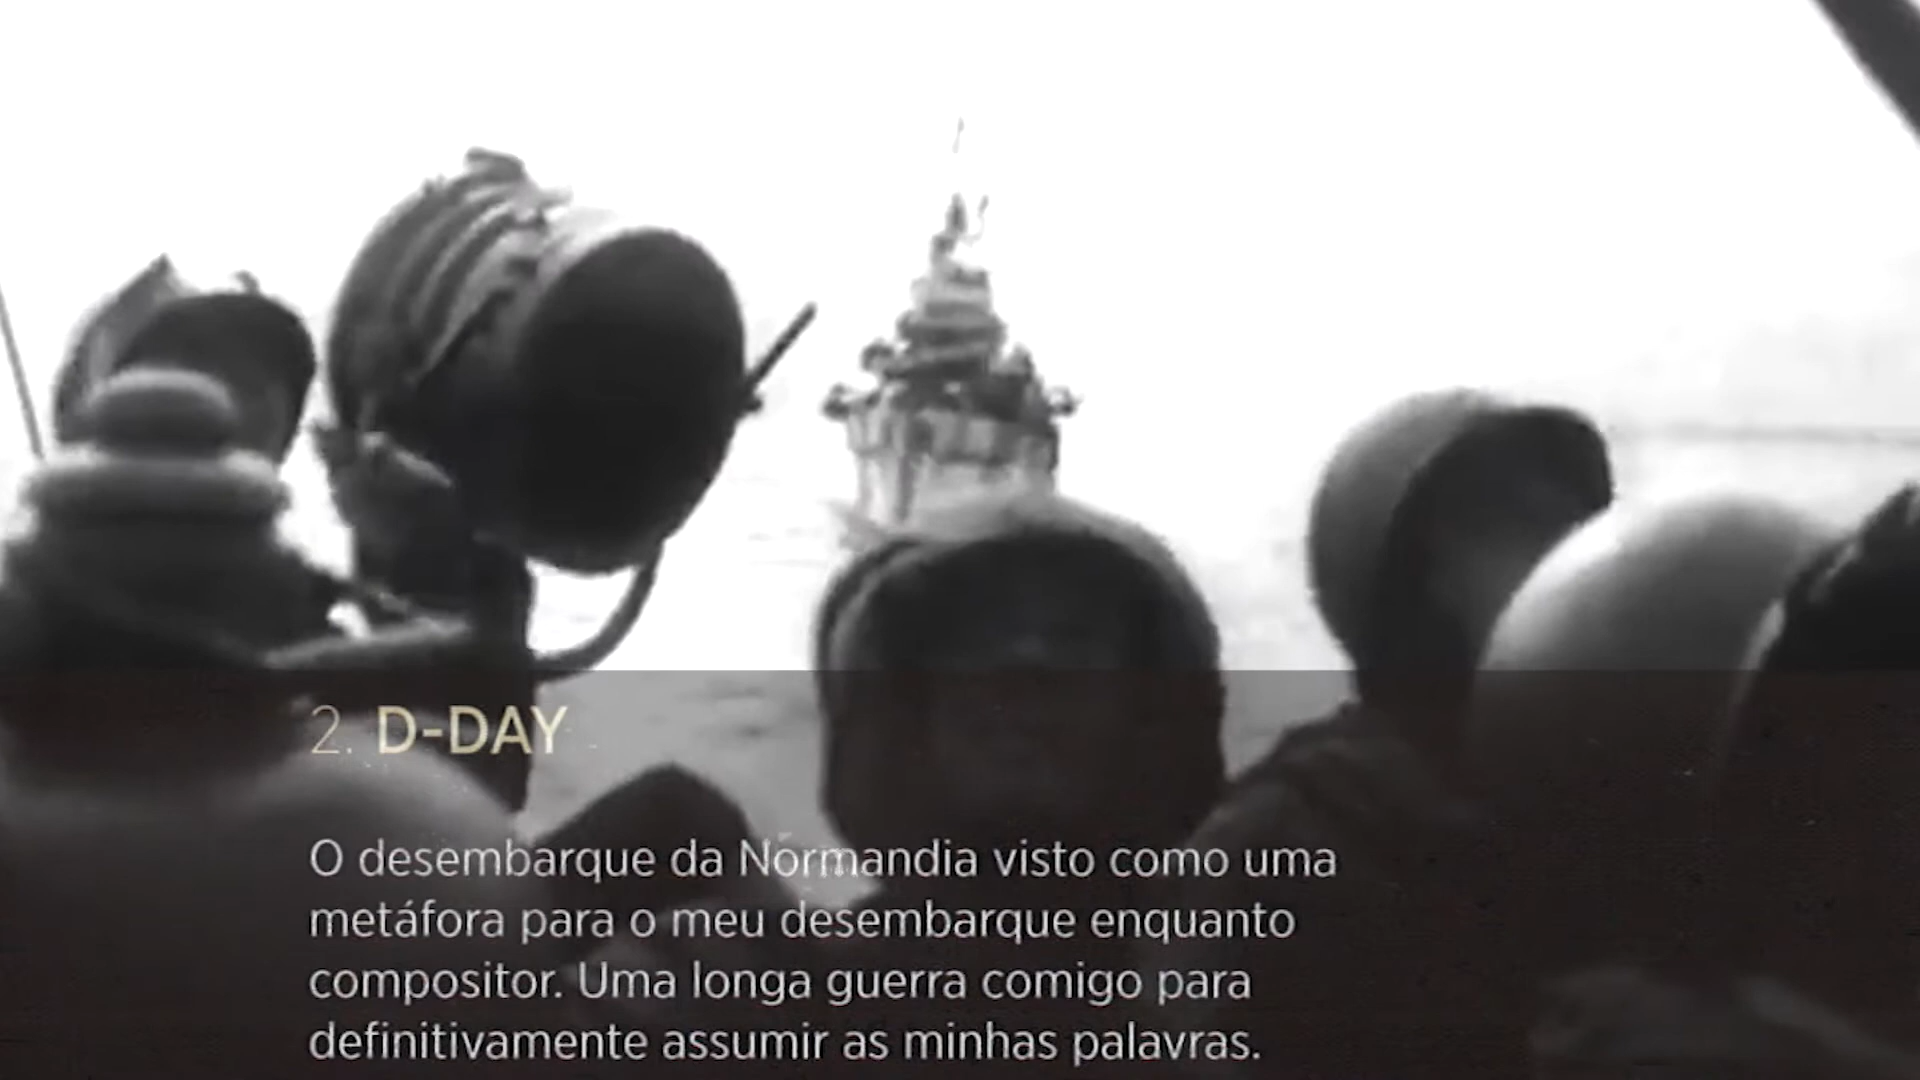 2. D-DAY
O desembarque da Normandia visto como uma
metáfora para o meu desembarque enquanto
compositor. Uma longa guerra comigo para
definitivamente assumir as minhas palavras.